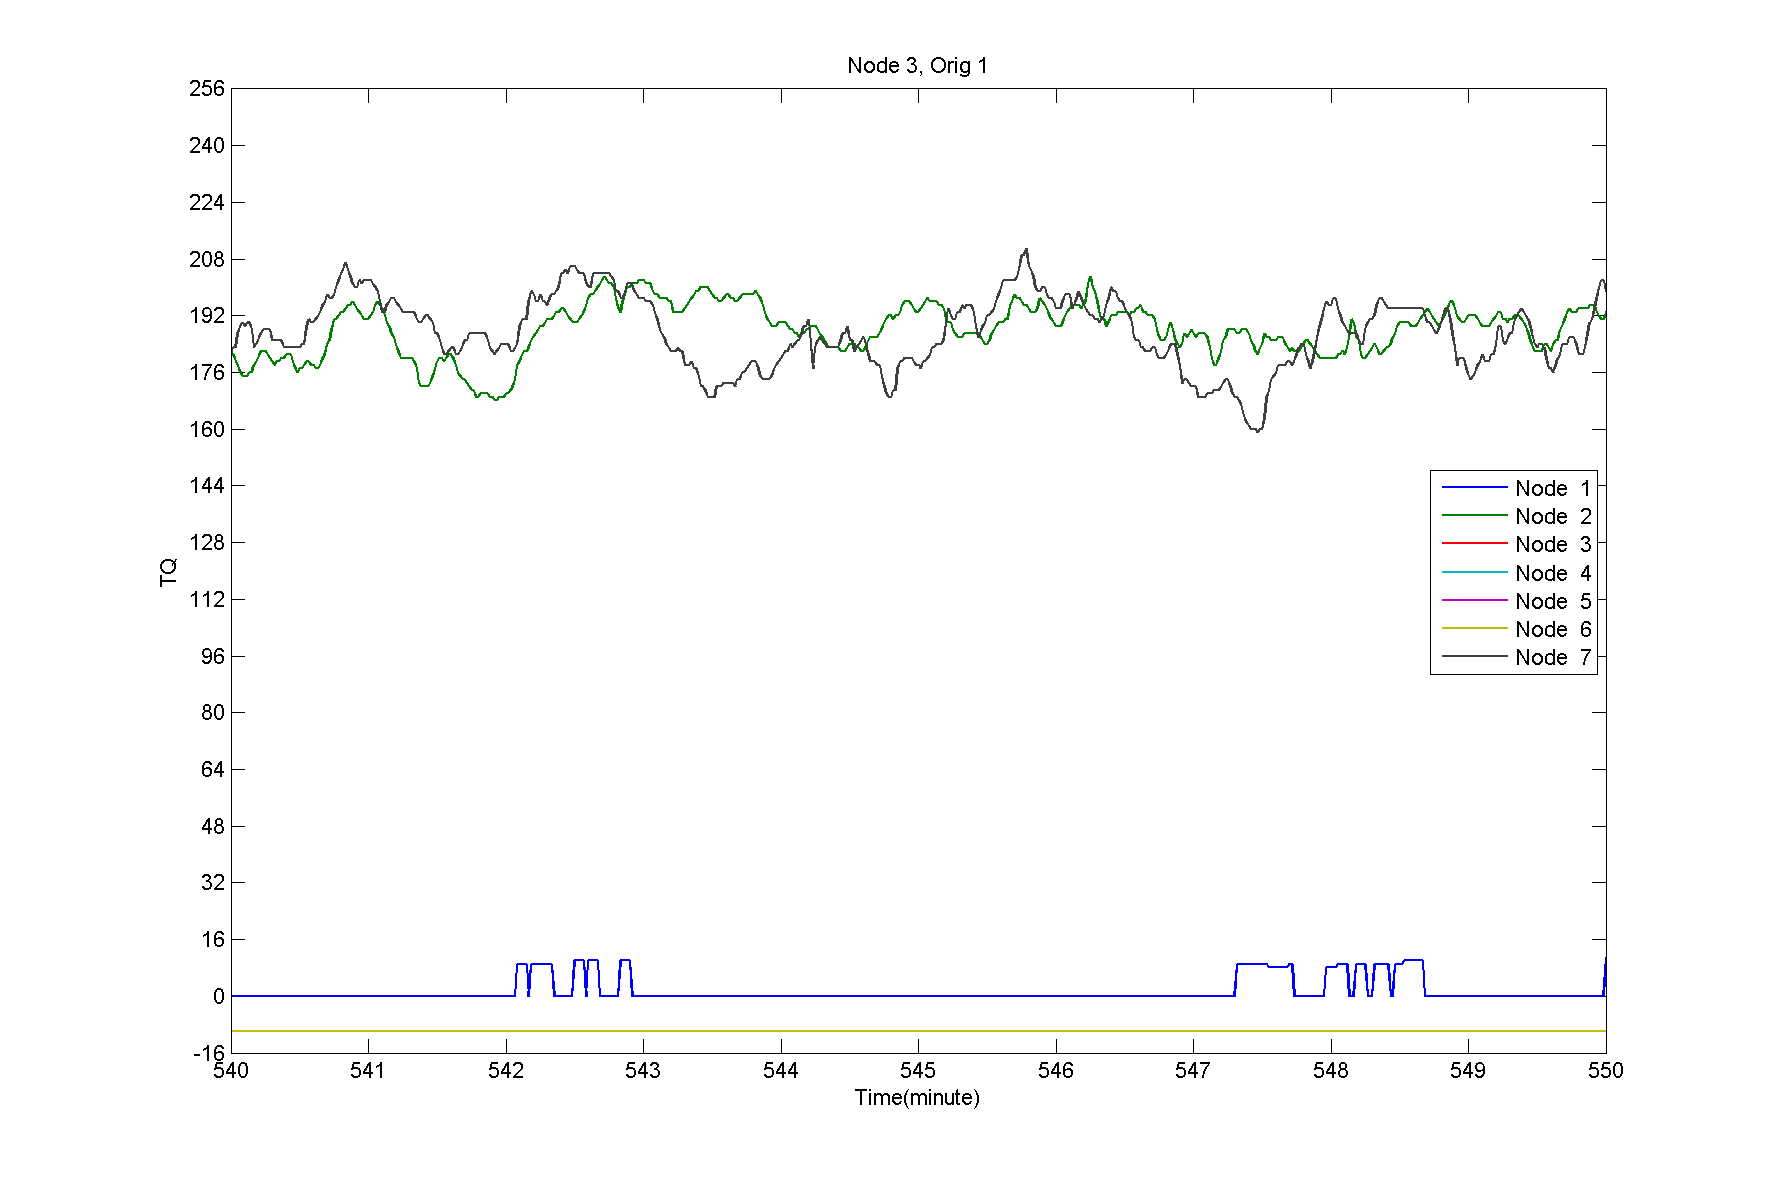 Node 3, Orig 1
256
240
224
208
192
176
160
144
128
112
96
80
64
48
32
16
0
-16
TQ
Node 1
Node 2
Node 3
Node 4
Node 5
Node 6
Node 7
540 541 542 543 544 545 546 547 548 549 550
Time(minute)